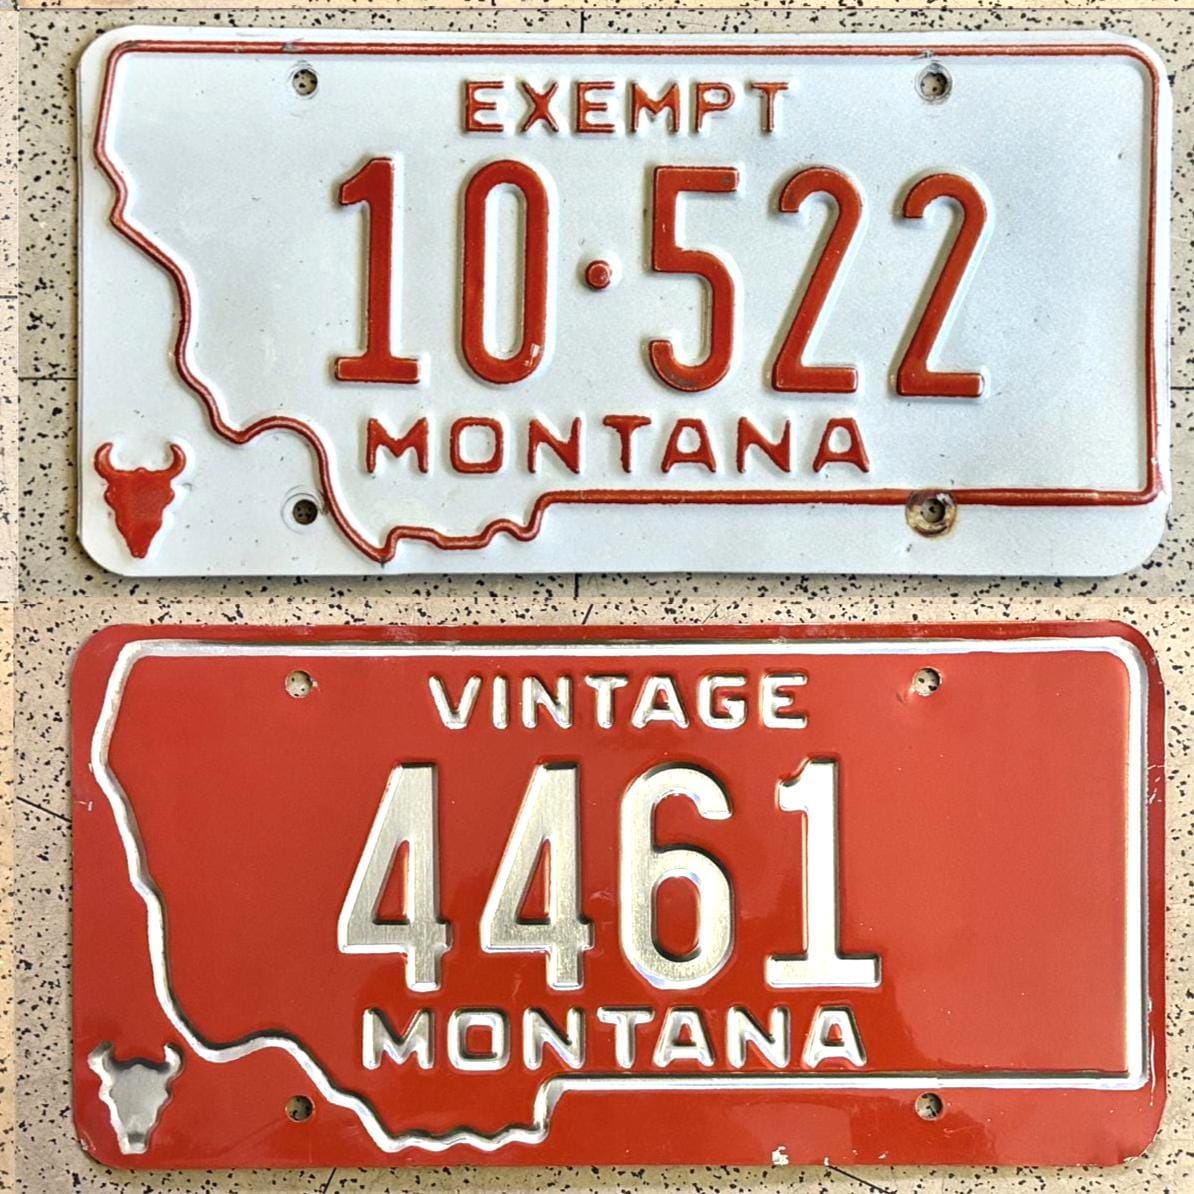 EXEMPT
10·522
MONTANA
VINTAGE
4461
MONTANA